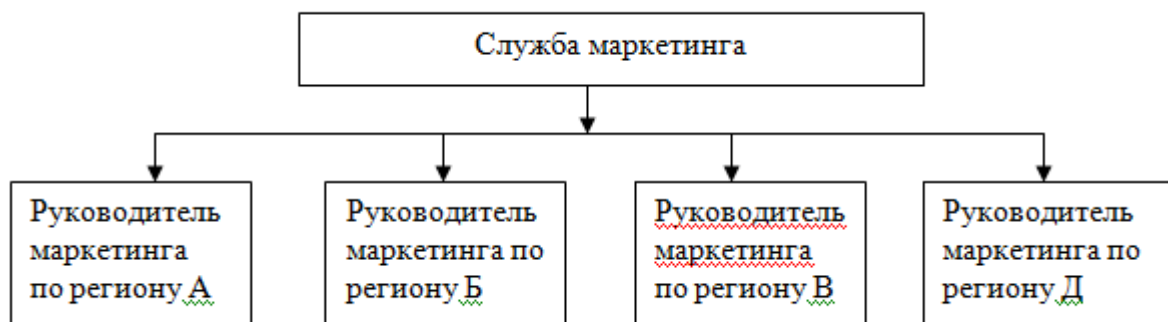 Служба маркетинга
Руководитель
маркетинга
по региону А
Руководитель
маркетинга по
региону Б
Руководитель
маркетинга
по региону В
Руководитель
маркетинга по
региону Д